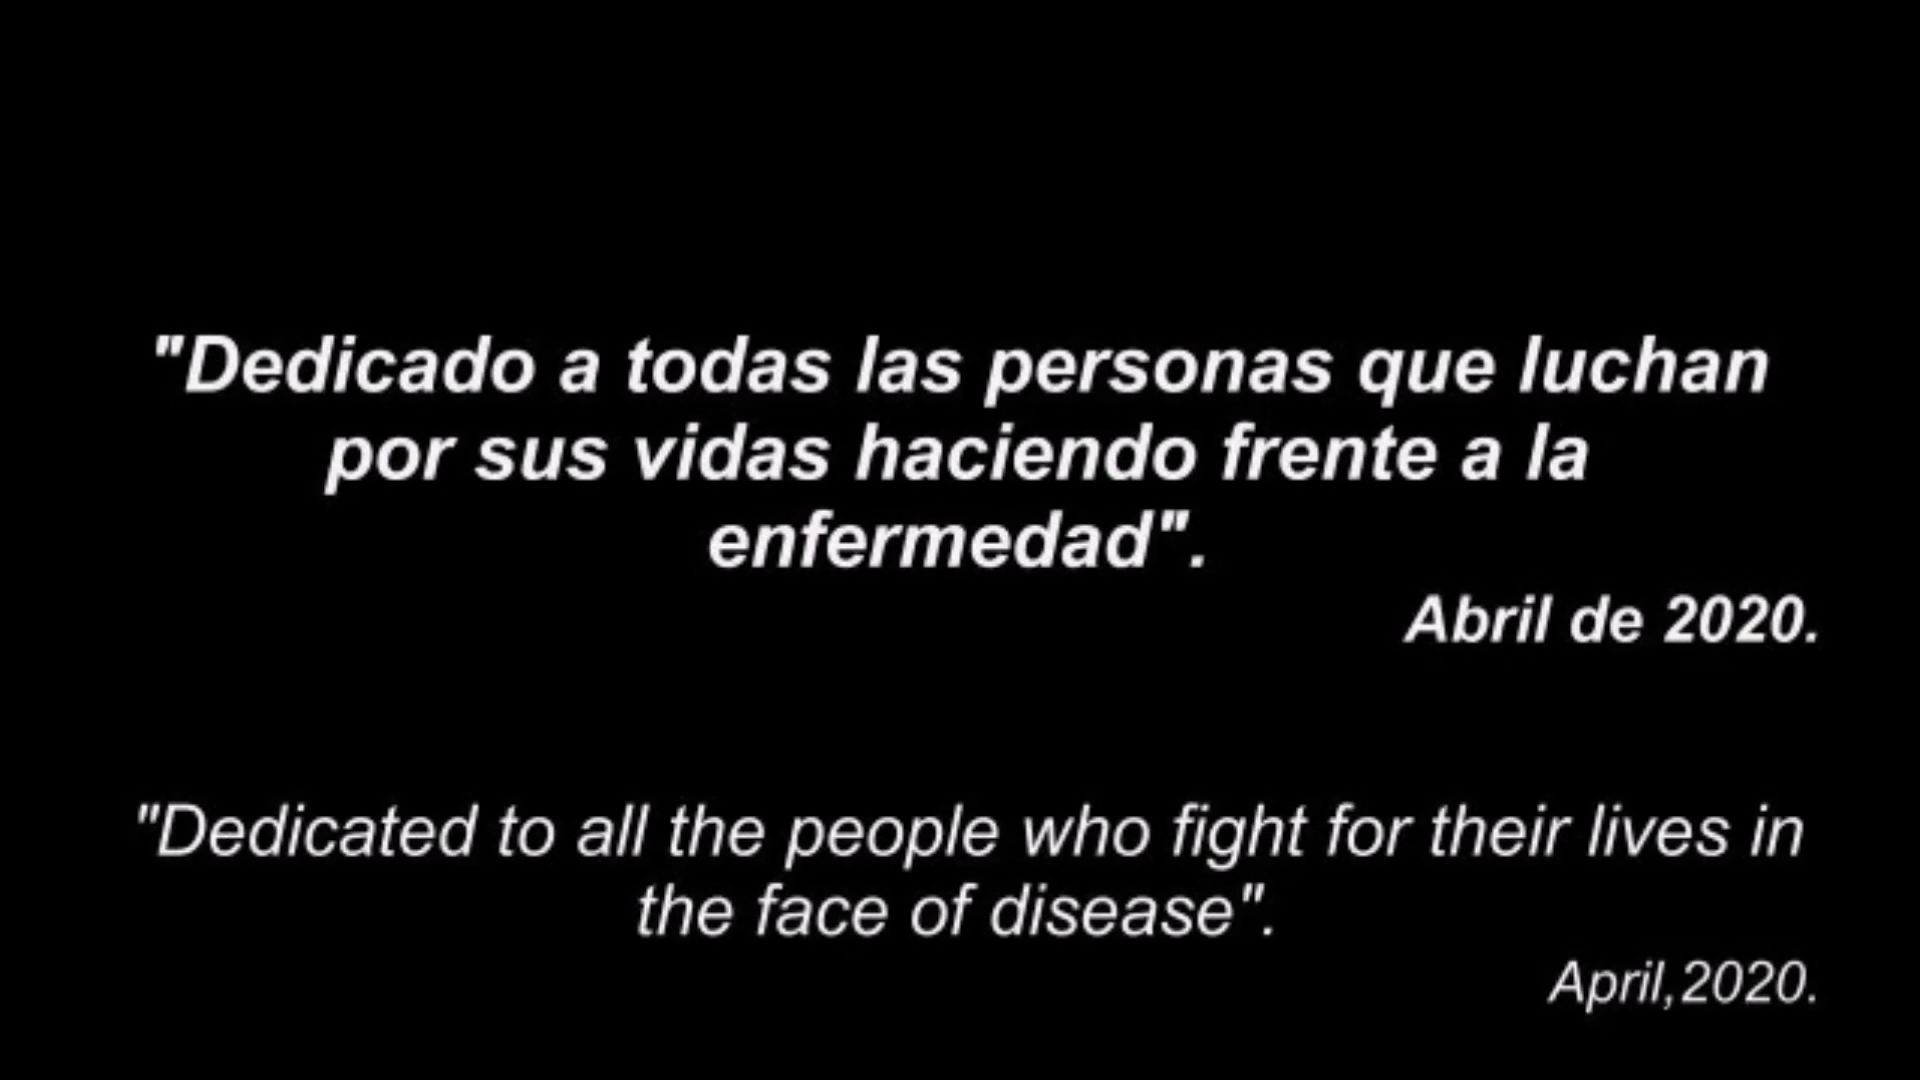 "Dedicado a todas las personas que luchan
por sus vidas haciendo frente a la
enfermedad".
Abril de 2020.
"Dedicated to all the people who fight for their lives in
the face of disease".
April,2020.